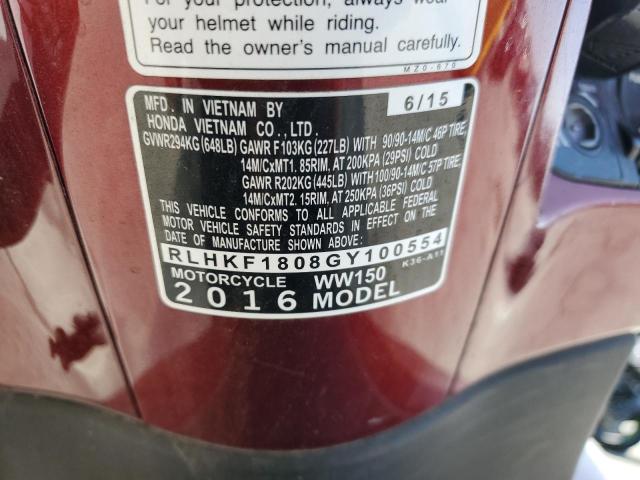 For your protection, always wear
your helmet while riding.
Read the owner's manual carefully.
MZ0-670
MFD. IN VIETNAM BY 6/15
HONDA VIETNAM CO., LTD.
GVWR294KG (648LB) GAWR F103KG (227LB) WITH 90/90-14M/C 46P TIRE,
14M/CxMT1. 85RIM. AT 200KPA (29PSI) COLD
GAWR R202KG (445LB) WITH100/90-14M/C 57P TIRE,
14M/CxMT2. 15RIM. AT 250KPA (36PSI) COLD
THIS VEHICLE CONFORMS TO ALL APPLICABLE FEDERAL
MOTOR VEHICLE SAFETY STANDARDS IN EFFECT ON THE
DATE OF MANUFACTURE SHOWN ABOVE:
RLHKF1808GY100554
K36-A11
MOTORCYCLE WW150
2016 MODEL